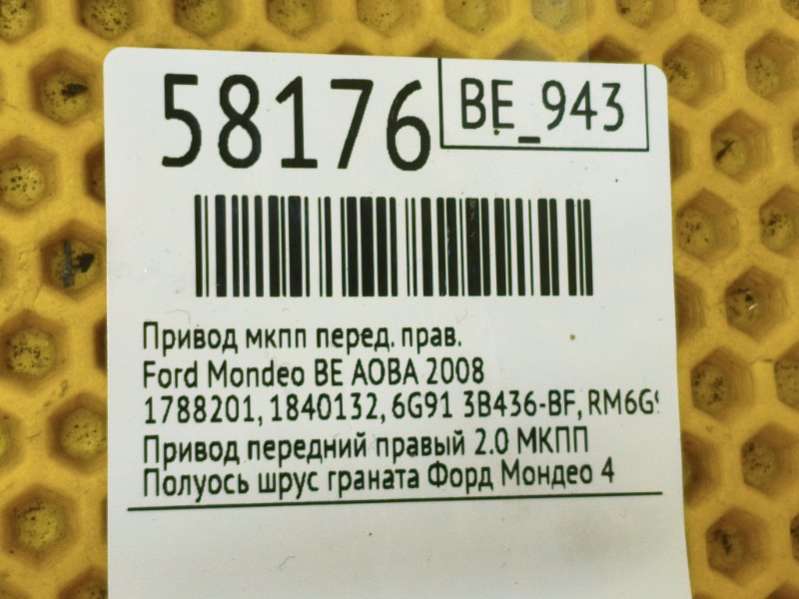 58176
BE_943
Привод мкпп перед. прав.
Ford Mondeo BE AOBA 2008
1788201, 1840132, 6G91 3B436-BF,
Привод передний правый 2.0 МКПП
Полуось шрус граната Форд Мондео 4